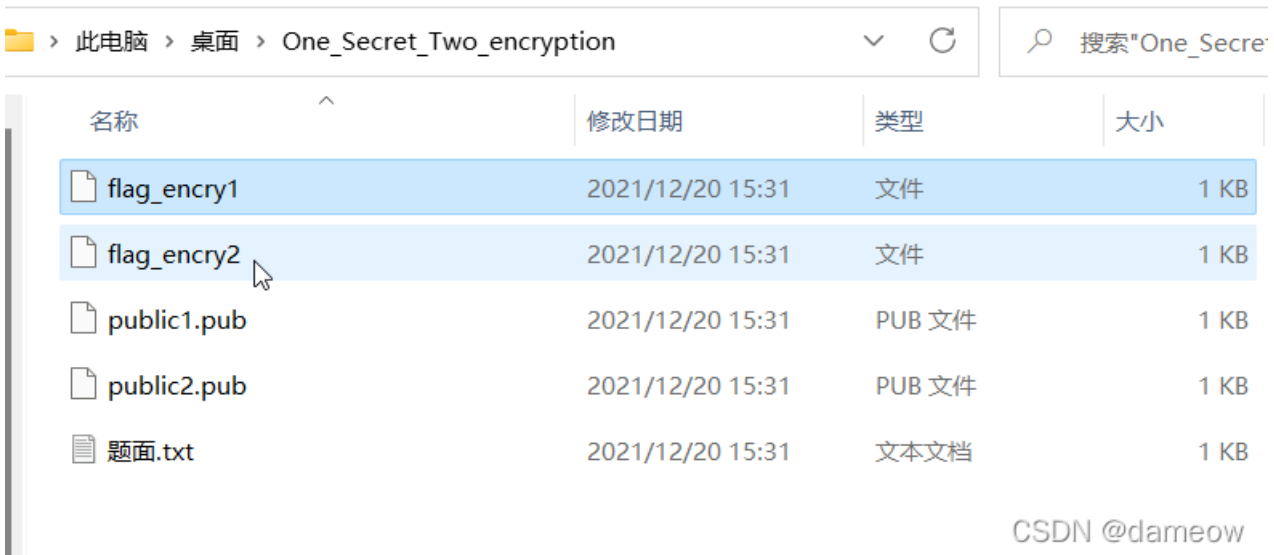 此电脑 > 桌面 > One_Secret_Two_encryption 搜索"One_Secre
名称 修改日期 类型 大小
flag_encry1 2021/12/20 15:31 文件 1 KB
flag_encry2 2021/12/20 15:31 文件 1 KB
public1.pub 2021/12/20 15:31 PUB 文件 1 KB
public2.pub 2021/12/20 15:31 PUB 文件 1 KB
题面.txt 2021/12/20 15:31 文本文档 1 KB
CSDN @dameow